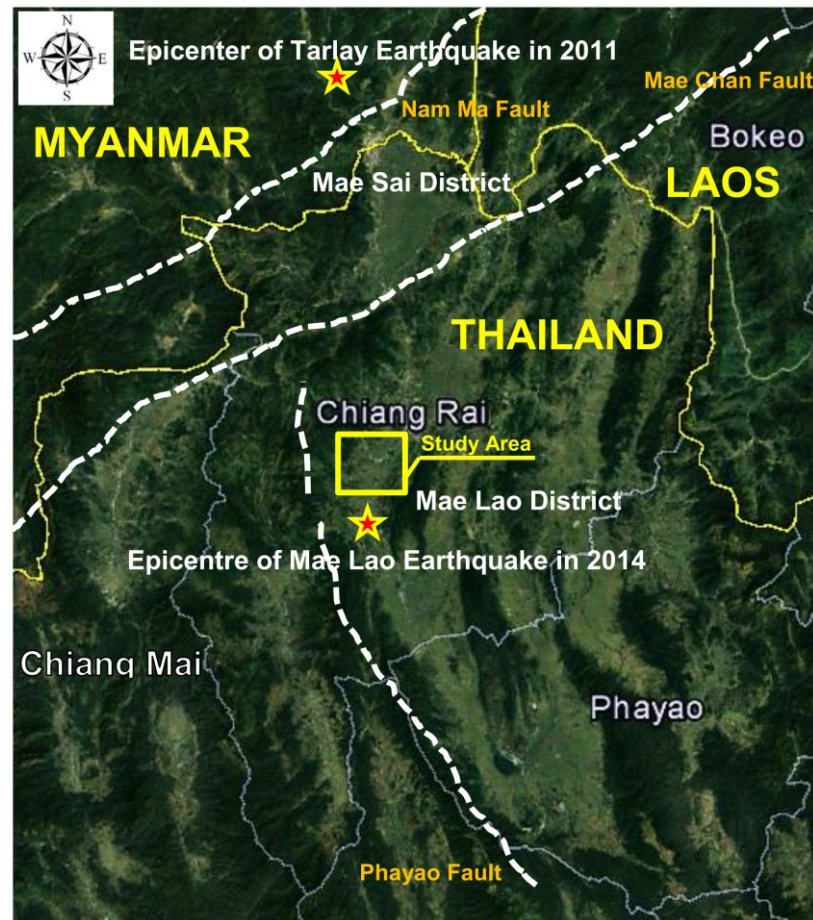 N
W E
S
Epicenter of Tarlay Earthquake in 2011
Mae Chan Fault
Nam Ma Fault
Bokeo
MYANMAR
Mae Sai District
LAOS
THAILAND
Chiang Rai
Study Area
Mae Lao District
Epicentre of Mae Lao Earthquake in 2014
Chiang Mai
Phayao
Phayao Fault